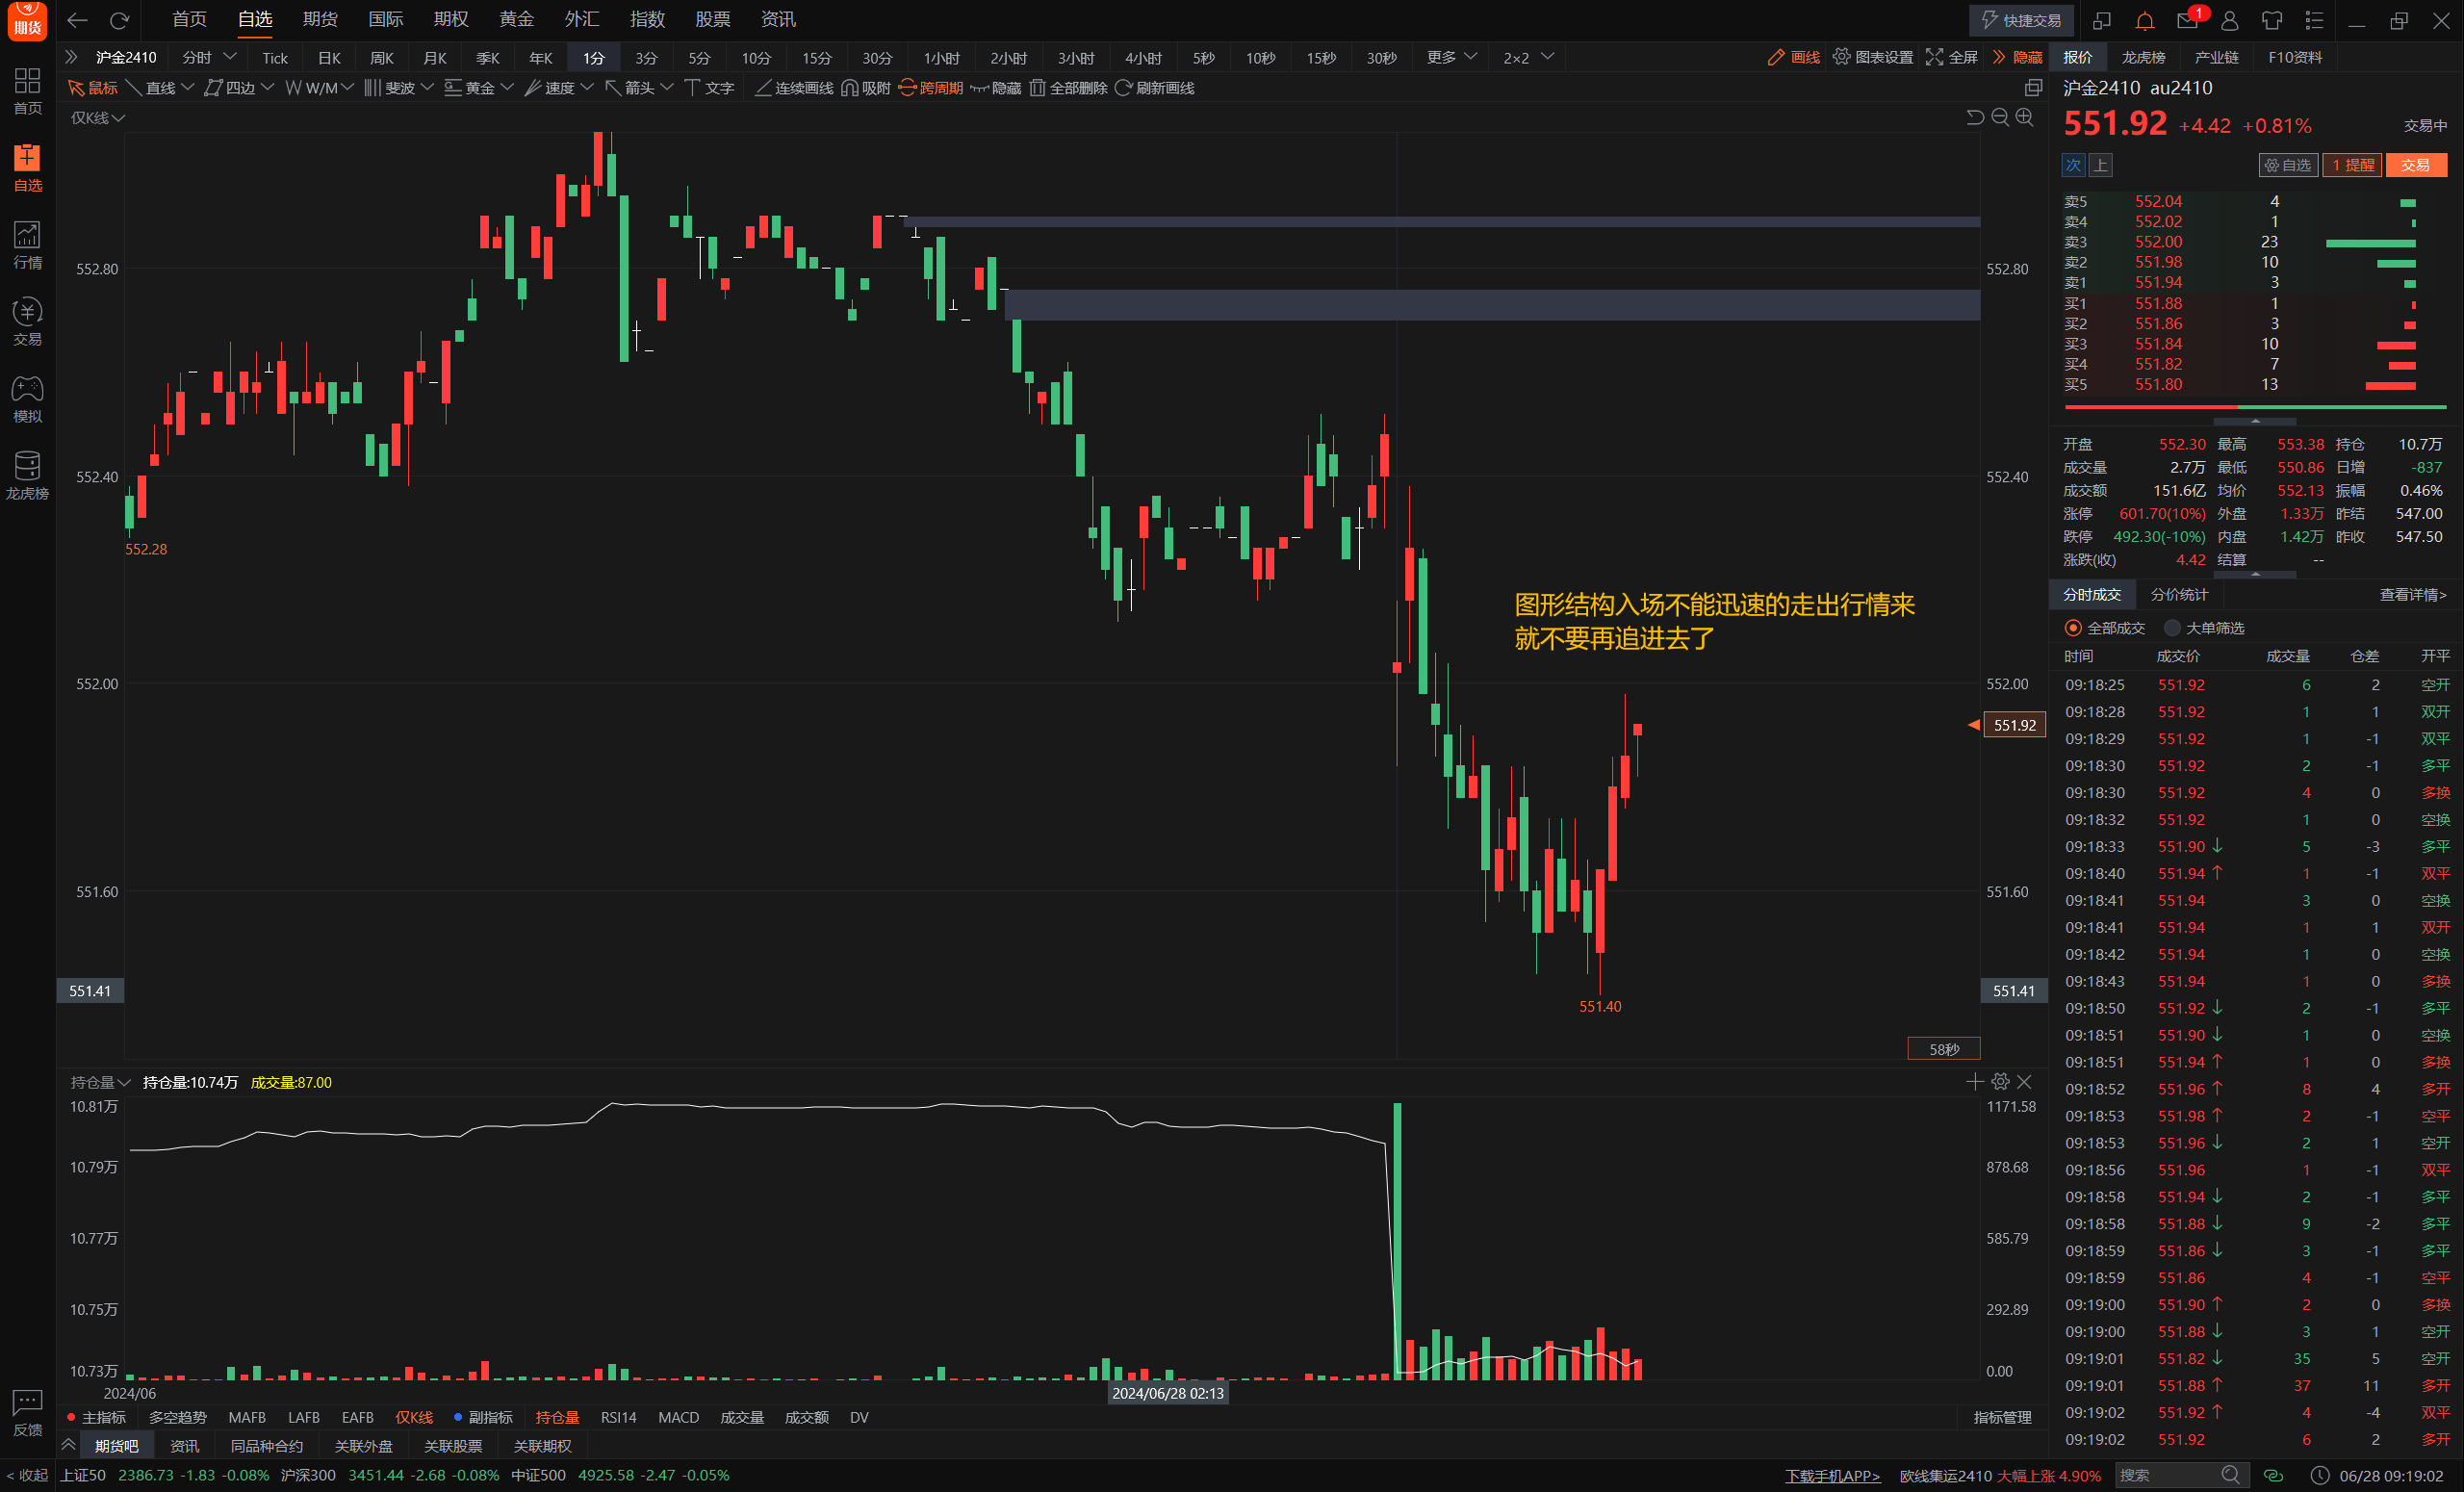 期货 首页 自选 期货 国际 期权 黄金 外汇 指数 股票 资讯 快捷交易 1
沪金2410 分时 Tick 日K 周K 月K 季K 年K 1分 3分 5分 10分 15分 30分 1小时 2小时 3小时 4小时 5秒 10秒 15秒 30秒 更多 2×2 画线 图表设置 全屏 隐藏 报价 龙虎榜 产业链 F10资料
鼠标 直线 四边 W/M 斐波 黄金 速度 箭头 文字 连续画线 吸附 跨周期 隐藏 全部删除 刷新画线
首页
自选
行情
交易
模拟
龙虎榜
反馈
仅K线
552.80 552.80
552.40 552.40
552.28
图形结构入场不能迅速的走出行情来
就不要再追进去了
552.00 552.00
551.92
551.60 551.60
551.41 551.41
551.40
58秒
持仓量 持仓量:10.74万 成交量:87.00
10.81万 1171.58
10.79万 878.68
10.77万 585.79
10.75万 292.89
10.73万 0.00
2024/06 2024/06/28 02:13
主指标 多空趋势 MAFB LAFB EAFB 仅K线 副指标 持仓量 RSI14 MACD 成交量 成交额 DV 指标管理
期货吧 资讯 同品种合约 关联外盘 关联股票 关联期权
沪金2410 au2410
551.92 +4.42 +0.81% 交易中
次 上 自选 1 提醒 交易
卖5 552.04 4
卖4 552.02 1
卖3 552.00 23
卖2 551.98 10
卖1 551.94 3
买1 551.88 1
买2 551.86 3
买3 551.84 10
买4 551.82 7
买5 551.80 13
开盘 552.30 最高 553.38 持仓 10.7万
成交量 2.7万 最低 550.86 日增 -837
成交额 151.6亿 均价 552.13 振幅 0.46%
涨停 601.70(10%) 外盘 1.33万 昨结 547.00
跌停 492.30(-10%) 内盘 1.42万 昨收 547.50
涨跌(收) 4.42 结算 --
分时成交 分价统计 查看详情>
全部成交 大单筛选
时间 成交价 成交量 仓差 开平
09:18:25 551.92 6 2 空开
09:18:28 551.92 1 1 双开
09:18:29 551.92 1 -1 双平
09:18:30 551.92 2 -1 多平
09:18:30 551.92 4 0 多换
09:18:32 551.92 1 0 空换
09:18:33 551.90 ↓ 5 -3 多平
09:18:40 551.94 ↑ 1 -1 双平
09:18:41 551.94 3 0 空换
09:18:41 551.94 1 1 双开
09:18:42 551.94 1 0 空换
09:18:43 551.94 1 0 多换
09:18:50 551.92 ↓ 2 -1 多平
09:18:51 551.90 ↓ 1 0 空换
09:18:51 551.94 ↑ 1 0 多换
09:18:52 551.96 ↑ 8 4 多开
09:18:53 551.98 ↑ 2 -1 空平
09:18:53 551.96 ↓ 2 1 空开
09:18:56 551.96 1 -1 双平
09:18:58 551.94 ↓ 2 -1 多平
09:18:58 551.88 ↓ 9 -2 多平
09:18:59 551.86 ↓ 3 -1 多平
09:18:59 551.86 4 -1 空平
09:19:00 551.90 ↑ 2 0 多换
09:19:00 551.88 ↓ 3 1 空开
09:19:01 551.82 ↓ 35 5 空开
09:19:01 551.88 ↑ 37 11 多开
09:19:02 551.92 ↑ 4 -4 双平
09:19:02 551.92 6 2 多开
< 收起 上证50 2386.73 -1.83 -0.08% 沪深300 3451.44 -2.68 -0.08% 中证500 4925.58 -2.47 -0.05% 下载手机APP> 欧线集运2410 大幅上涨 4.90% 搜索 06/28 09:19:02